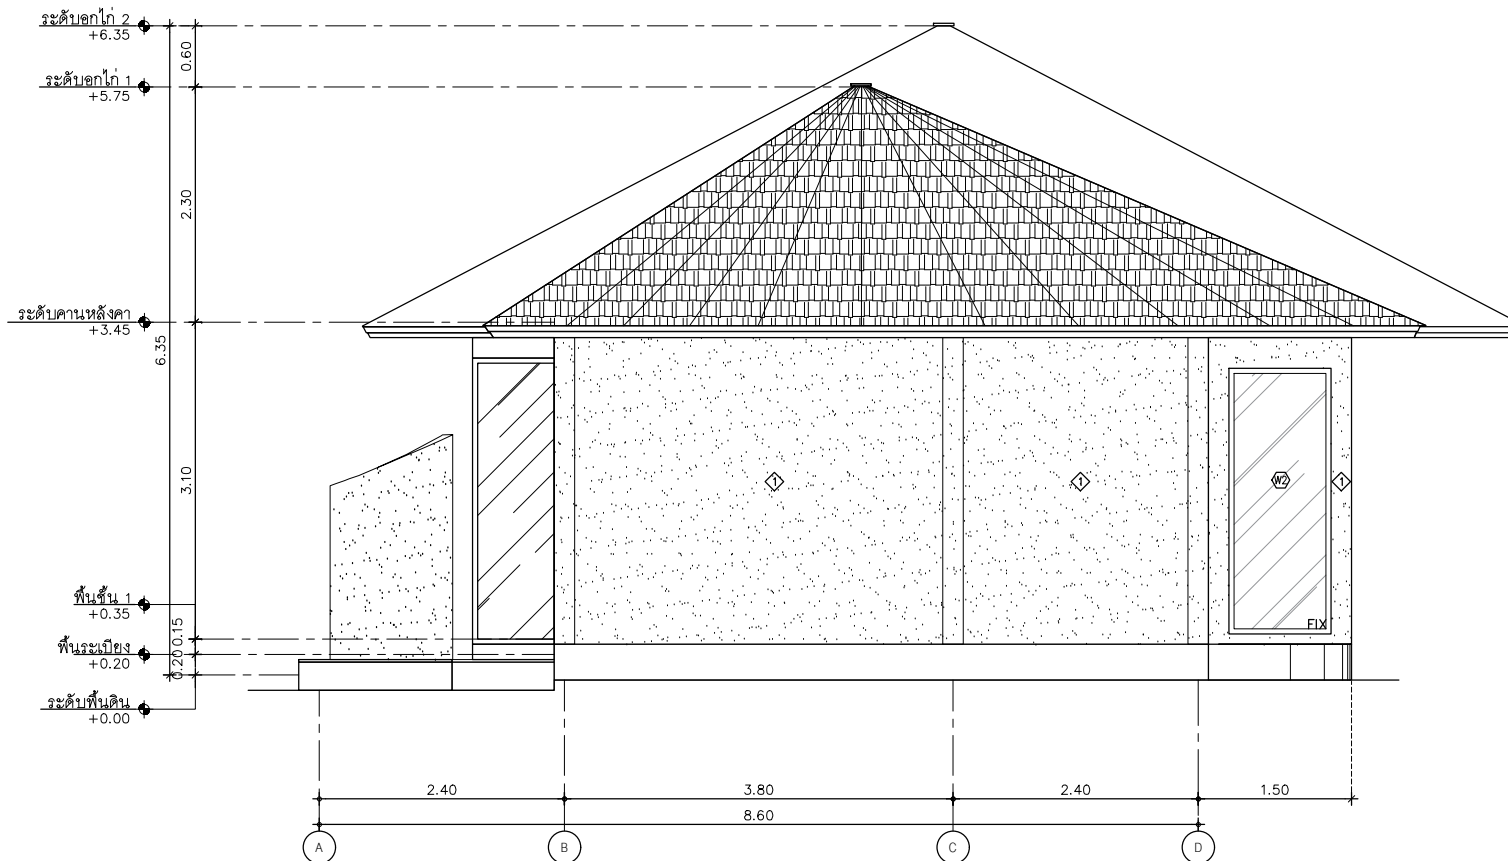 ระดับอกไก่ 2
+6.35
0.60
ระดับอกไก่ 1
+5.75
2.30
ระดับคานหลังคา
+3.45
6.35
3.10
1
1
W2
1
พื้นชั้น 1
+0.35
FIX
0.15
พื้นระเบียง
+0.20
0.20
ระดับพื้นดิน
+0.00
2.40
3.80
2.40
1.50
8.60
A
B
C
D